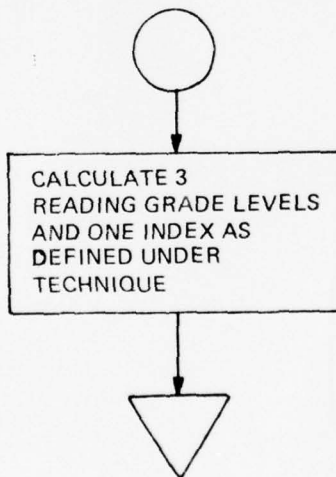 CALCULATE 3
READING GRADE LEVELS
AND ONE INDEX AS
DEFINED UNDER
TECHNIQUE